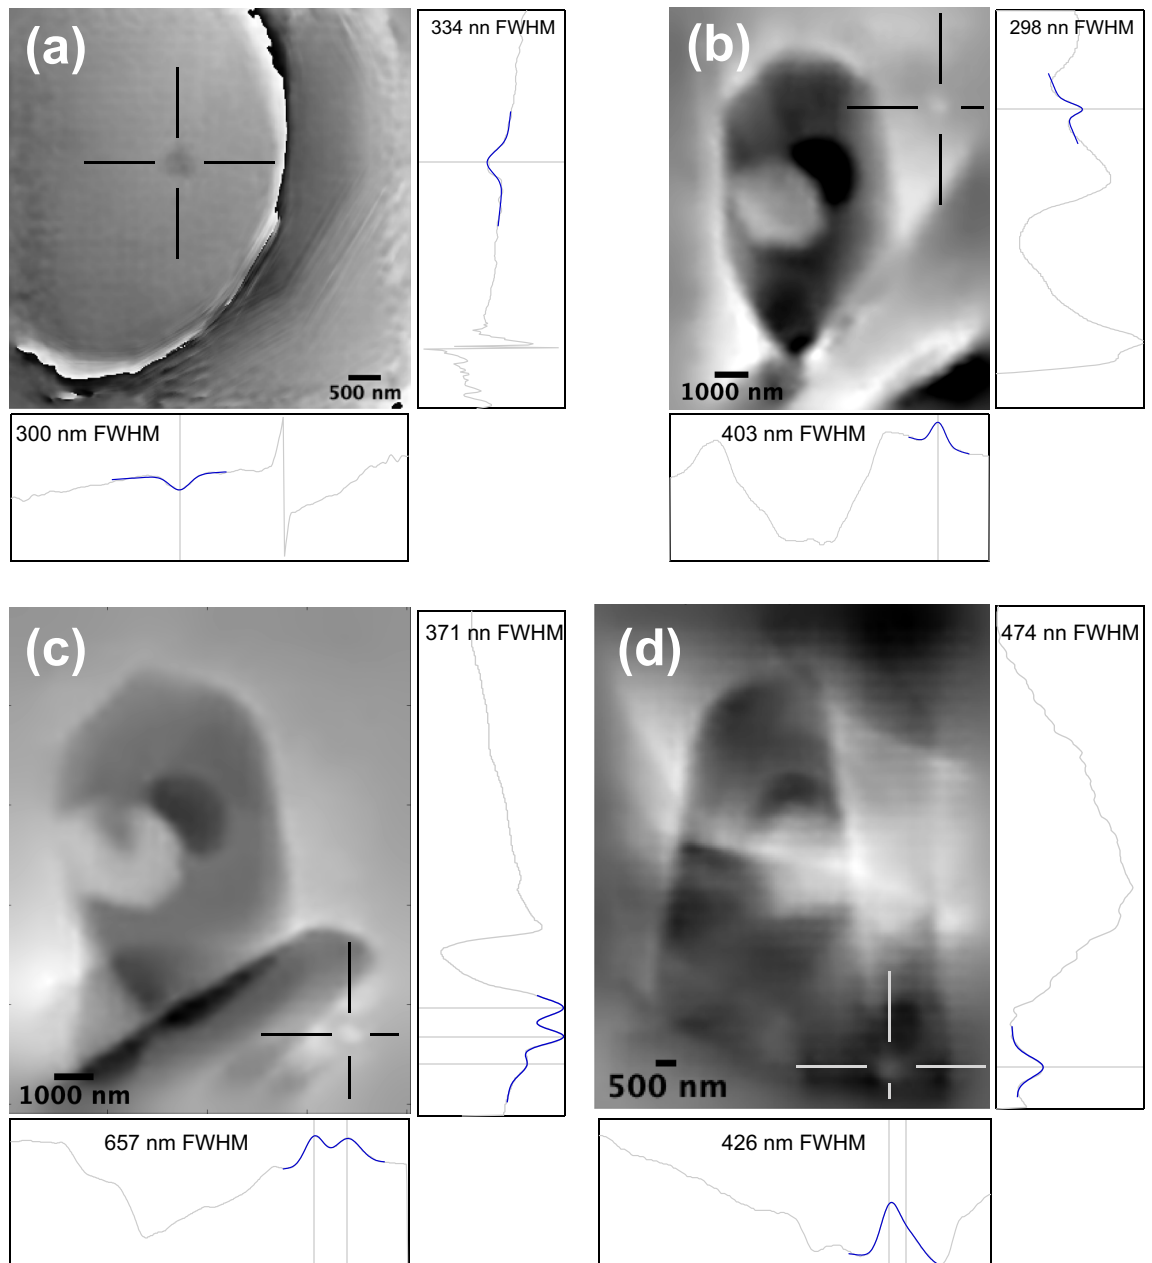 (a)
334 nn FWHM
500 nm
300 nm FWHM
(b)
298 nn FWHM
1000 nm
403 nm FWHM
(c)
371 nn FWHM
1000 nm
657 nm FWHM
(d)
474 nn FWHM
500 nm
426 nm FWHM